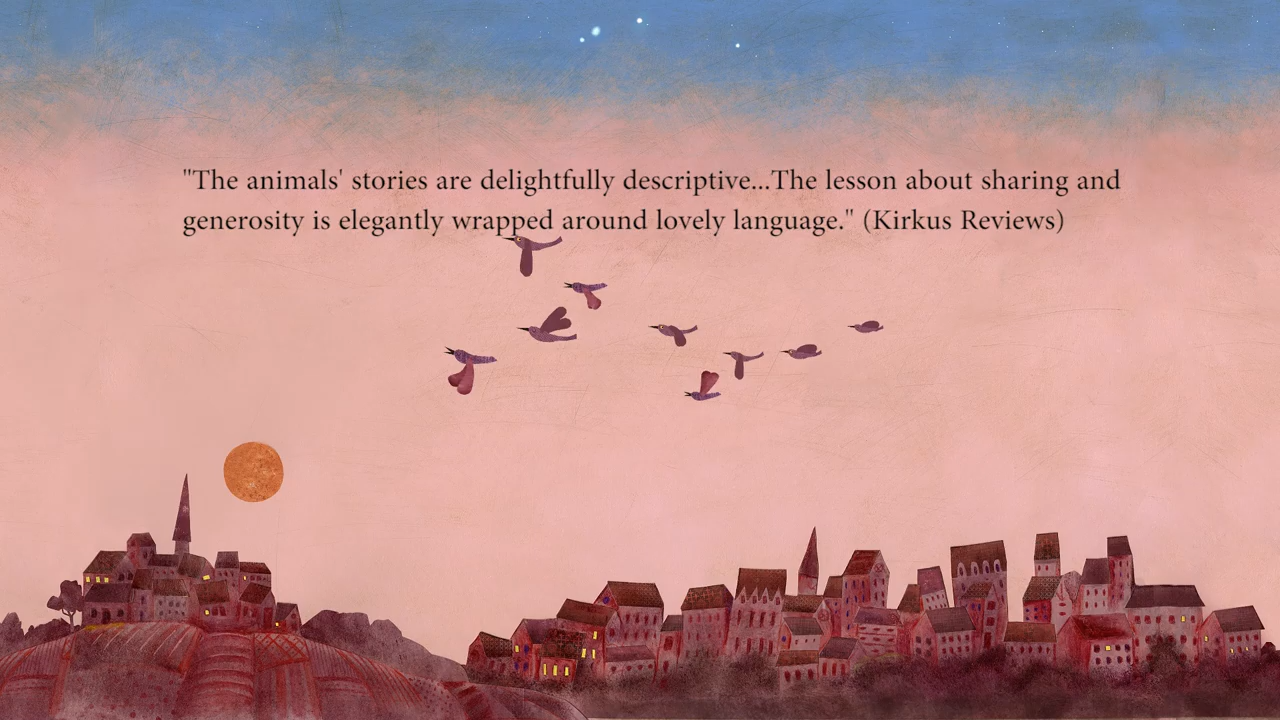 "The animals' stories are delightfully descriptive...The lesson about sharing and
generosity is elegantly wrapped around lovely language." (Kirkus Reviews)